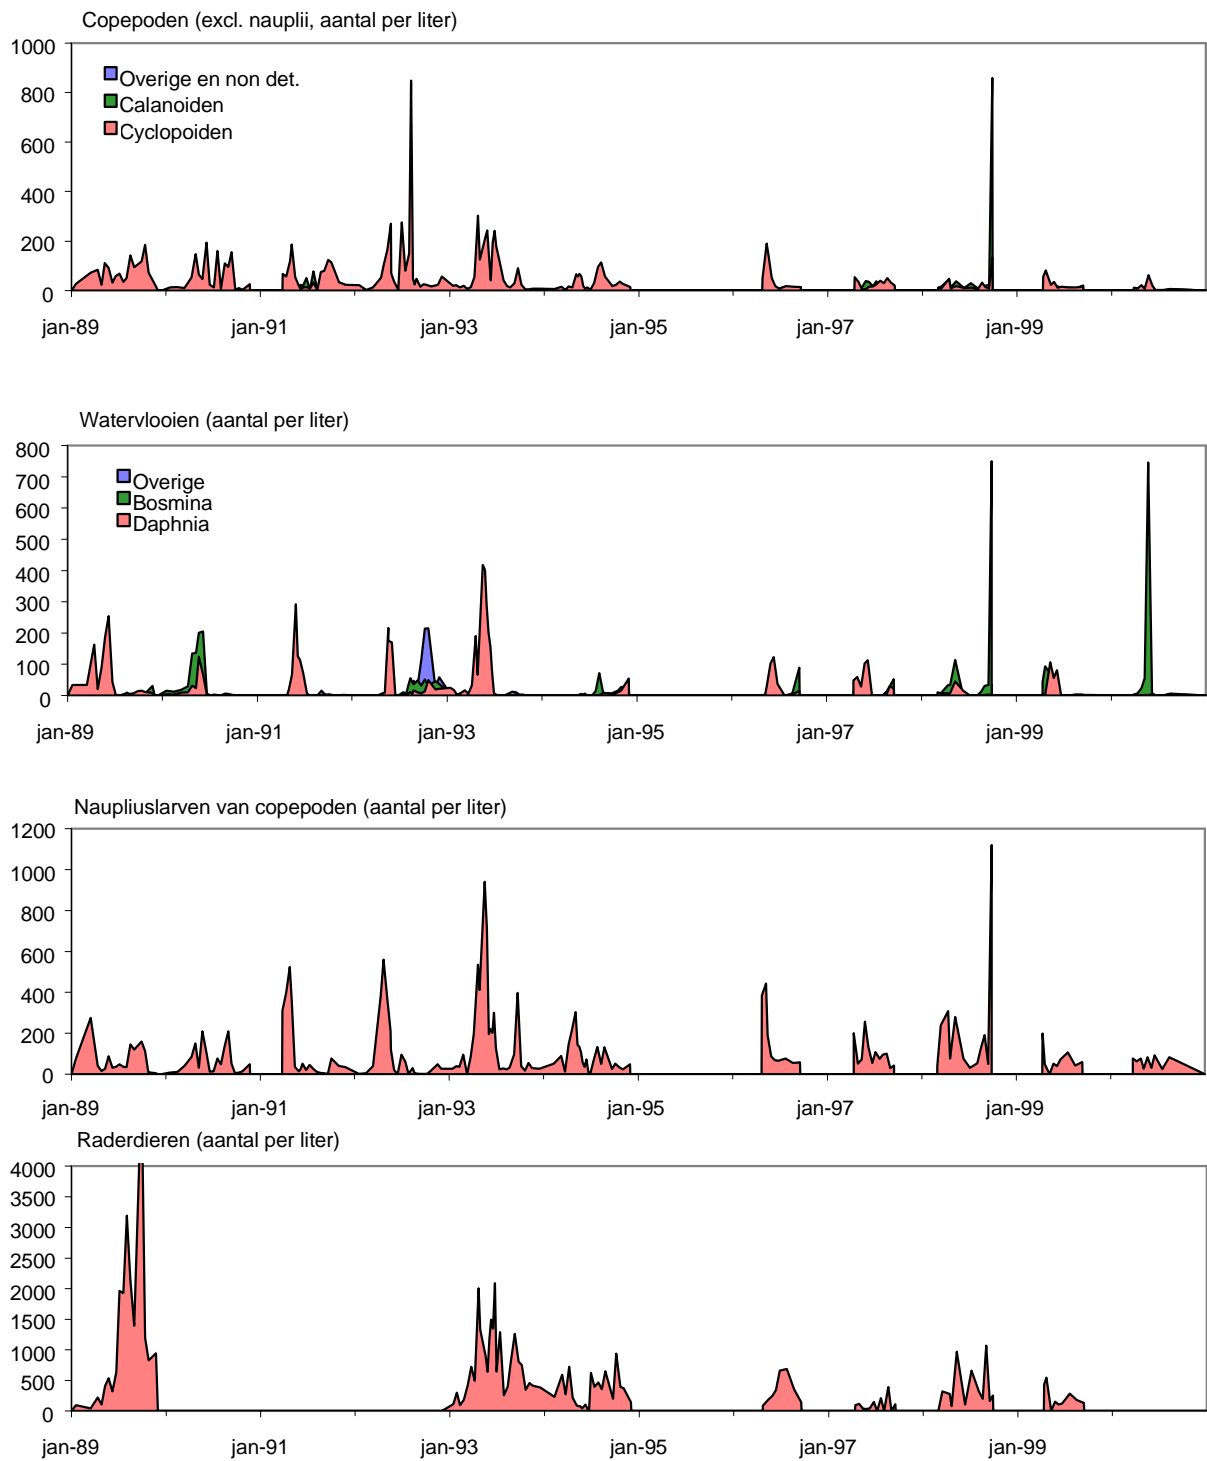 Copepoden (excl. nauplii, aantal per liter)
1000
800
600
400
200
0
Overige en non det.
Calanoiden
Cyclopoiden
jan-89 jan-91 jan-93 jan-95 jan-97 jan-99
Watervlooien (aantal per liter)
800
700
600
500
400
300
200
100
0
Overige
Bosmina
Daphnia
jan-89 jan-91 jan-93 jan-95 jan-97 jan-99
Naupliuslarven van copepoden (aantal per liter)
1200
1000
800
600
400
200
0
jan-89 jan-91 jan-93 jan-95 jan-97 jan-99
Raderdieren (aantal per liter)
4000
3500
3000
2500
2000
1500
1000
500
0
jan-89 jan-91 jan-93 jan-95 jan-97 jan-99